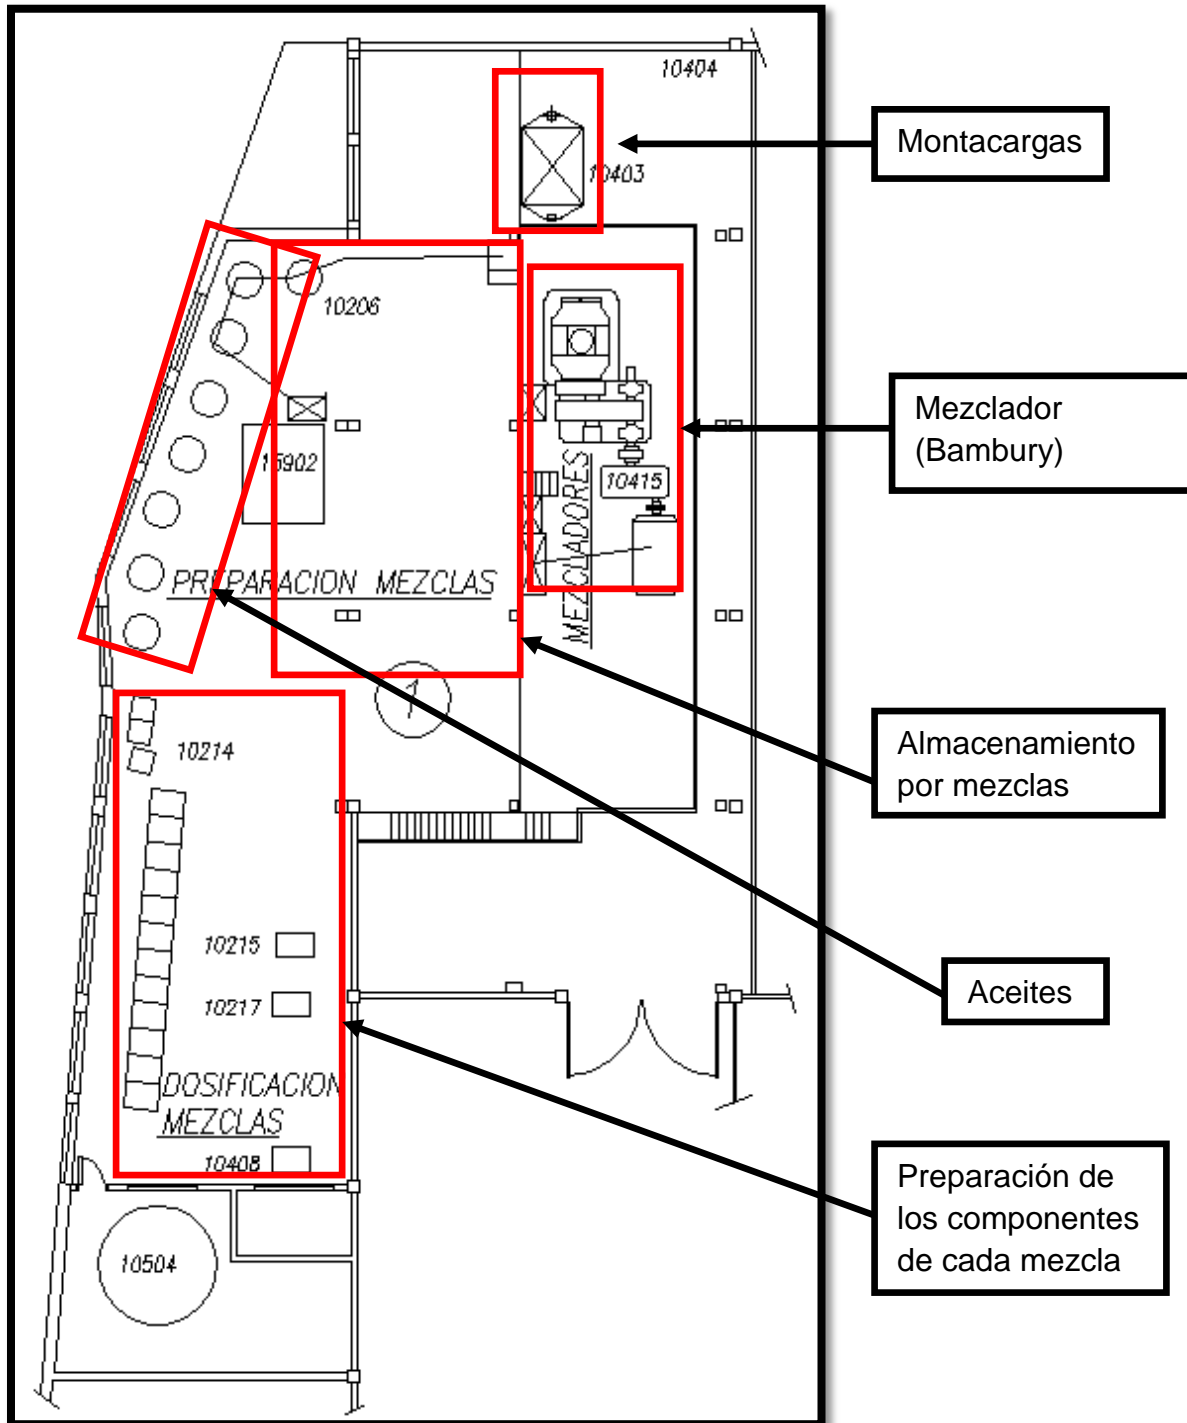 10404
Montacargas
10403
10206
Mezclador
(Bambury)
15902
10415
MEZCLADORES
PREPARACION MEZCLAS
1
Almacenamiento
por mezclas
10214
10215
Aceites
10217
DOSIFICACION
MEZCLAS
10408
Preparación de
los componentes
de cada mezcla
10504